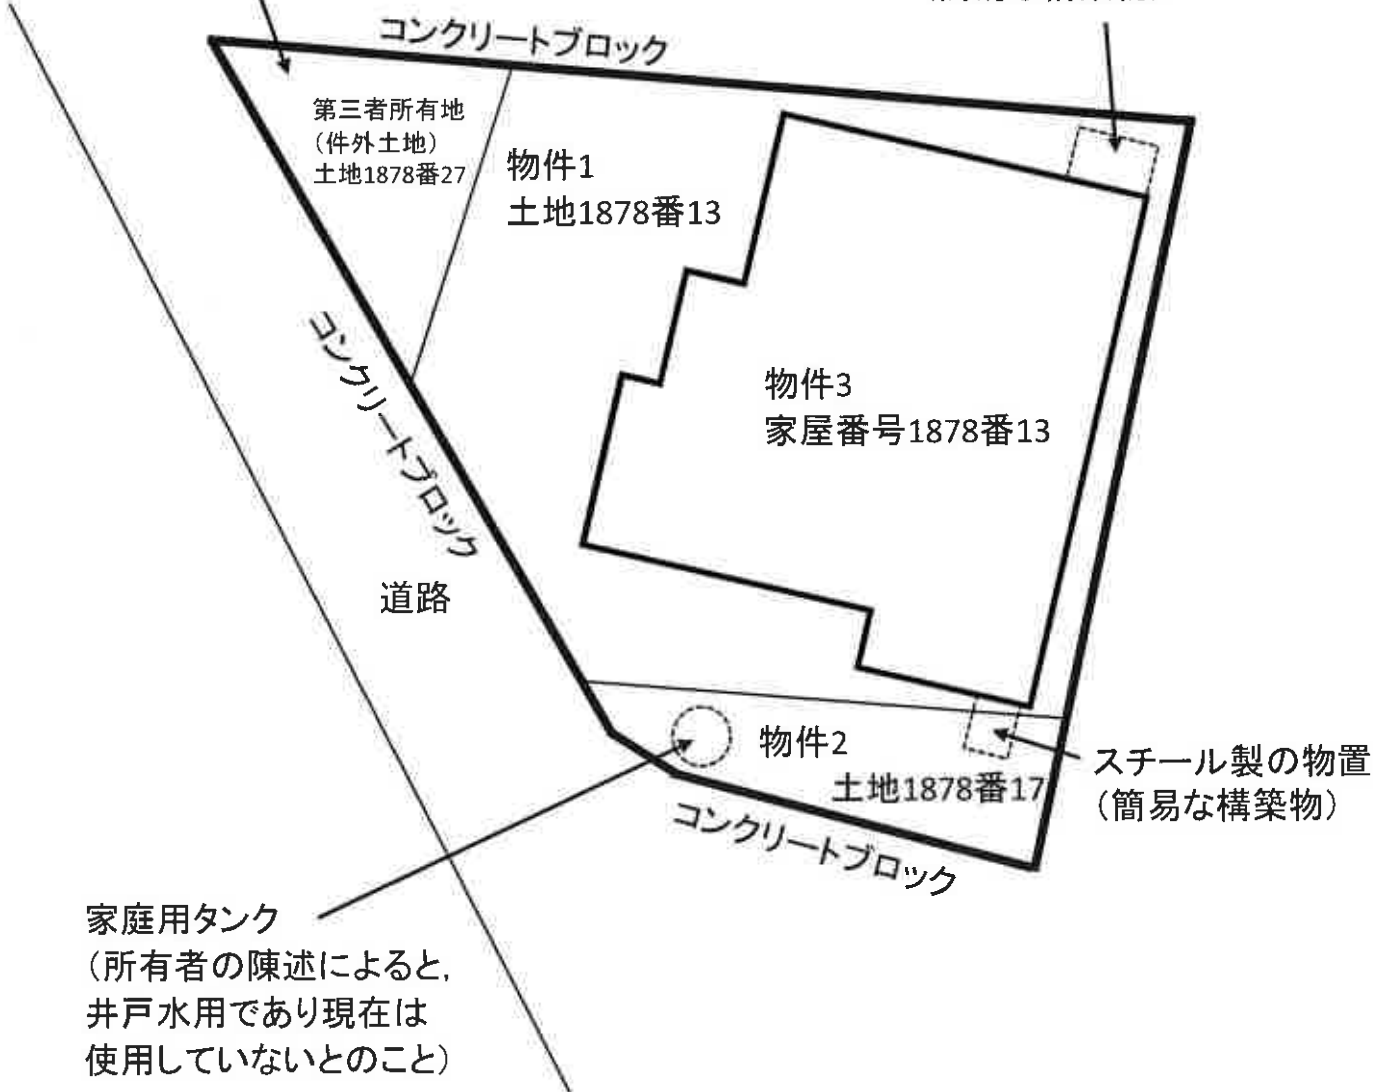 コンクリートブロック
第三者所有地
（件外土地）
土地1878番27
物件1
土地1878番13
物件3
家屋番号1878番13
コンクリートブロック
道路
物件2
土地1878番17
スチール製の物置
（簡易な構築物）
コンクリートブロック
家庭用タンク
（所有者の陳述によると,
井戸水用であり現在は
使用していないとのこと）